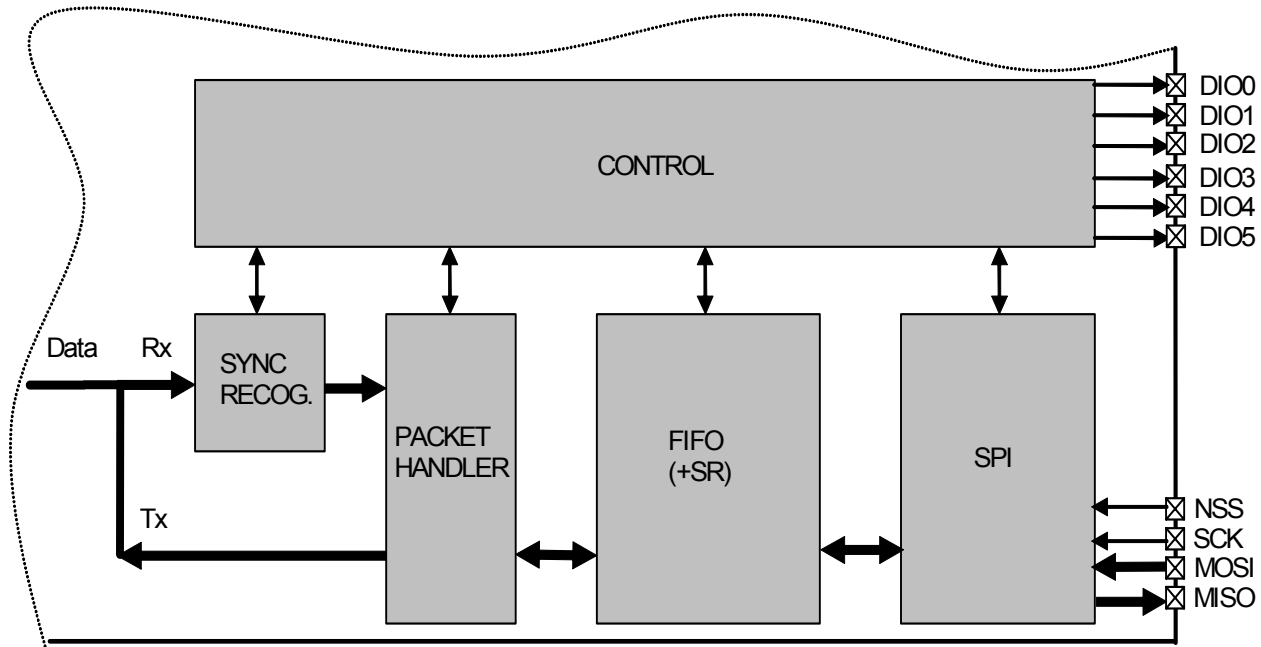 DIO0
DIO1
DIO2
CONTROL
DIO3
DIO4
DIO5
Data
Rx
SYNC
RECOG.
PACKET
HANDLER
FIFO
(+SR)
SPI
Tx
NSS
SCK
MOSI
MISO